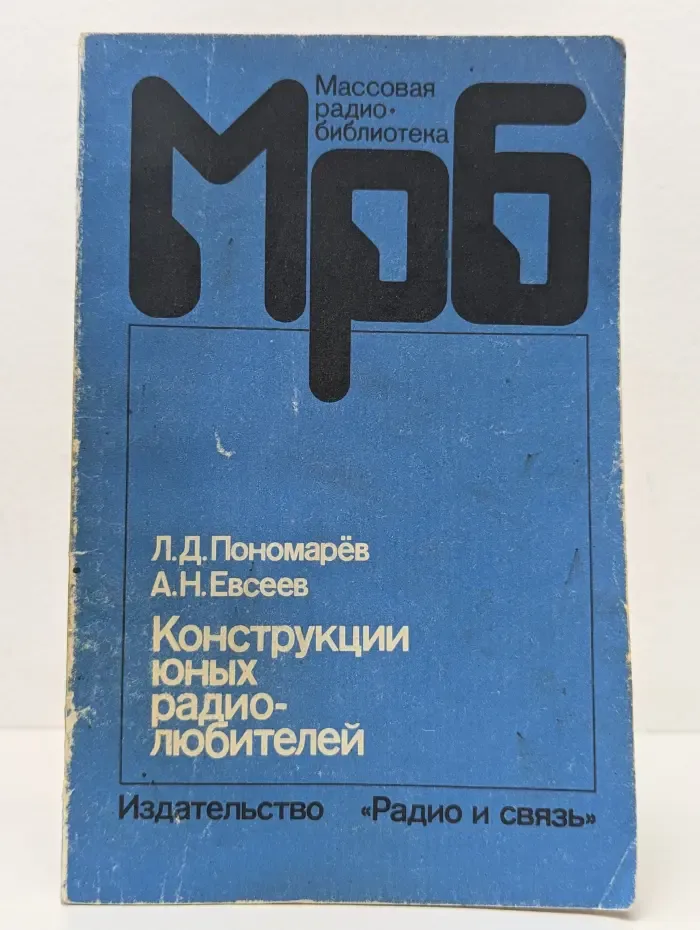 Массовая
радио-
библиотека
Мрб
Л.Д.Пономарёв
А.Н.Евсеев
Конструкции
юных
радио-
любителей
Издательство «Радио и связь»